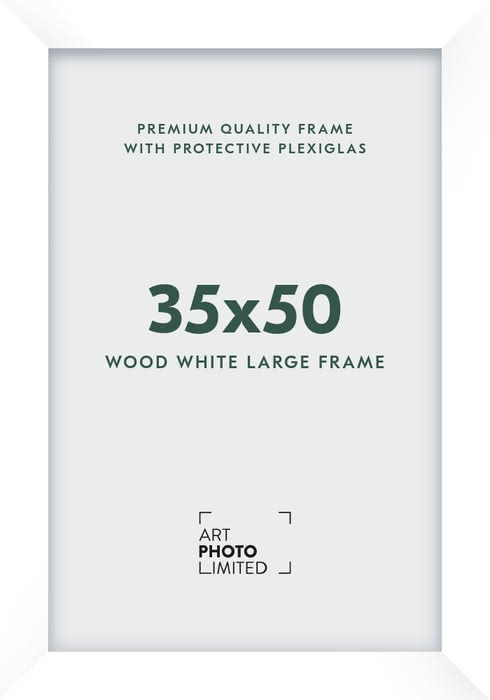 PREMIUM QUALITY FRAME
WITH PROTECTIVE PLEXIGLAS
35x50
WOOD WHITE LARGE FRAME
ART
PHOTO
LIMITED